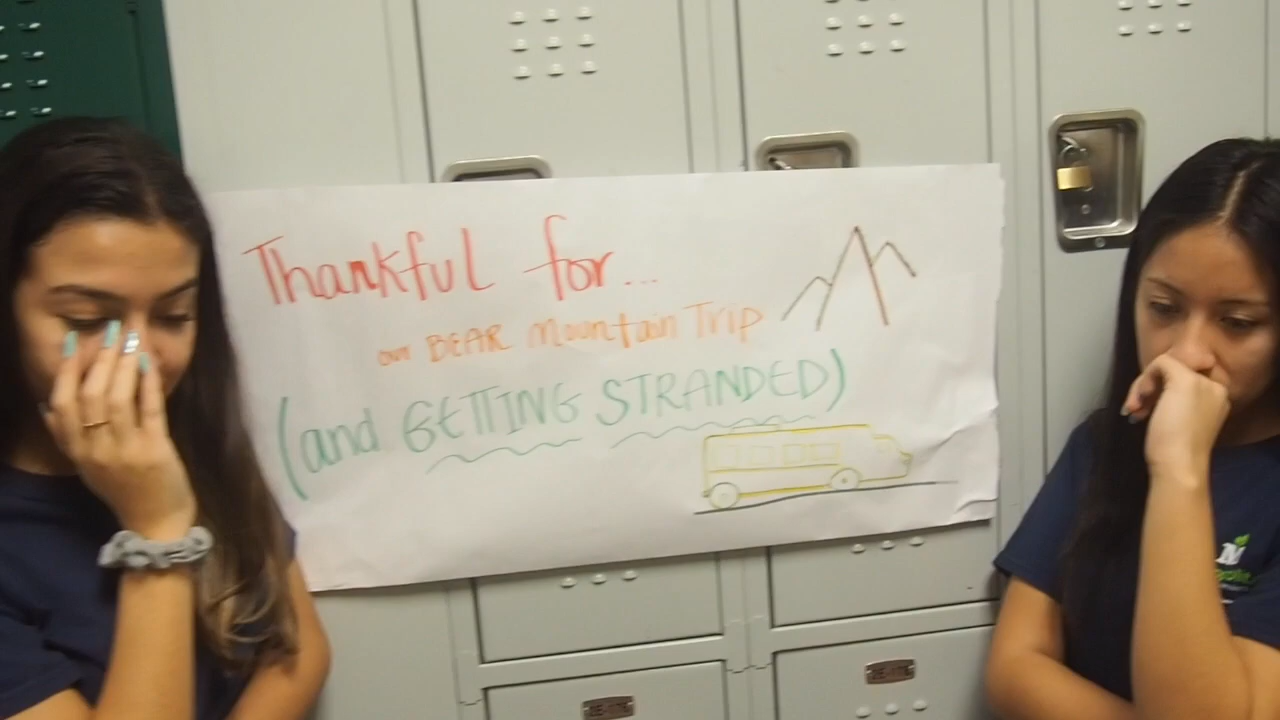 Thankful for...
our BEAR Mountain Trip
(and GETTING STRANDED)
M